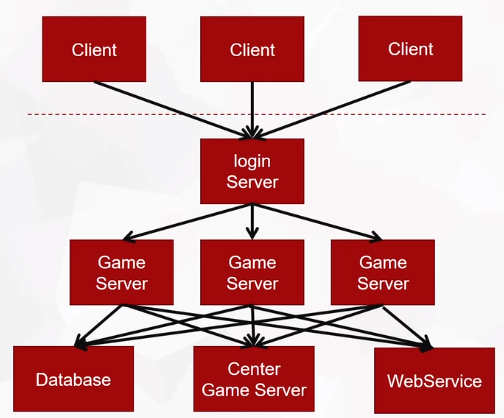 Client
Client
Client
login
Server
Game
Server
Game
Server
Game
Server
Database
Center
Game Server
WebService